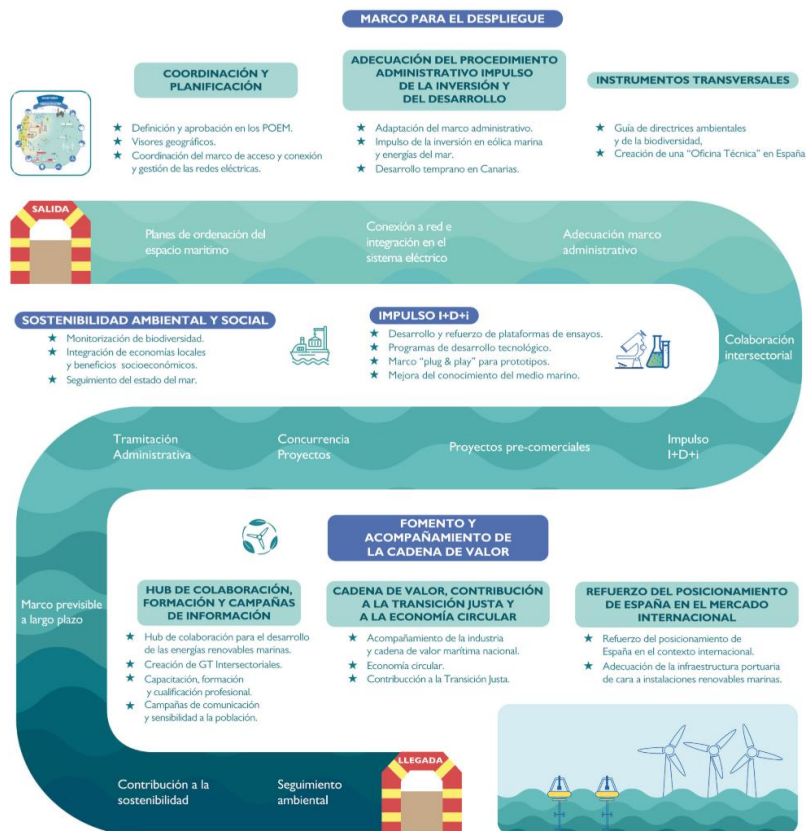 MARCO PARA EL DESPLIEGUE
COORDINACIÓN Y
PLANIFICACIÓN
★ Definición y aprobación en los POEM.
★ Visores geográficos.
★ Coordinación del marco de acceso y conexión
y gestión de las redes eléctricas.
ADECUACIÓN DEL PROCEDIMIENTO
ADMINISTRATIVO IMPULSO
DE LA INVERSIÓN Y
DEL DESARROLLO
★ Adaptación del marco administrativo.
★ Impulso de la inversión en eólica marina
y energías del mar.
★ Desarrollo temprano en Canarias.
INSTRUMENTOS TRANSVERSALES
★ Guía de directrices ambientales
y de la biodiversidad,
★ Creación de una "Oficina Técnica" en España
SALIDA
Planes de ordenación del
espacio marítimo
Conexión a red e
integración en el
sistema eléctrico
Adecuación marco
administrativo
Colaboración
intersectorial
SOSTENIBILIDAD AMBIENTAL Y SOCIAL
★ Monitorización de biodiversidad.
★ Integración de economías locales
y beneficios socioeconómicos.
★ Seguimiento del estado del mar.
IMPULSO I+D+i
★ Desarrollo y refuerzo de plataformas de ensayos.
★ Programas de desarrollo tecnológico.
★ Marco "plug & play" para prototipos.
★ Mejora del conocimiento del medio marino.
Tramitación
Administrativa
Concurrencia
Proyectos
Proyectos pre-comerciales
Impulso
I+D+i
FOMENTO Y
ACOMPAÑAMIENTO DE
LA CADENA DE VALOR
Marco previsible
a largo plazo
HUB DE COLABORACIÓN,
FORMACIÓN Y CAMPAÑAS
DE INFORMACIÓN
★ Hub de colaboración para el desarrollo
de las energías renovables marinas.
★ Creación de GT Intersectoriales.
★ Capacitación, formación
y cualificación profesional.
★ Campañas de comunicación
y sensibilidad a la población.
CADENA DE VALOR, CONTRIBUCIÓN
A LA TRANSICIÓN JUSTA Y
A LA ECONOMÍA CIRCULAR
★ Acompañamiento de la industria
y cadena de valor marítima nacional.
★ Economía circular.
★ Contribución a la Transición Justa.
REFUERZO DEL POSICIONAMIENTO
DE ESPAÑA EN EL MERCADO
INTERNACIONAL
★ Refuerzo del posicionamiento de
España en el contexto internacional.
★ Adecuación de la infraestructura portuaria
de cara a instalaciones renovables marinas.
Contribución a la
sostenibilidad
Seguimiento
ambiental
LLEGADA